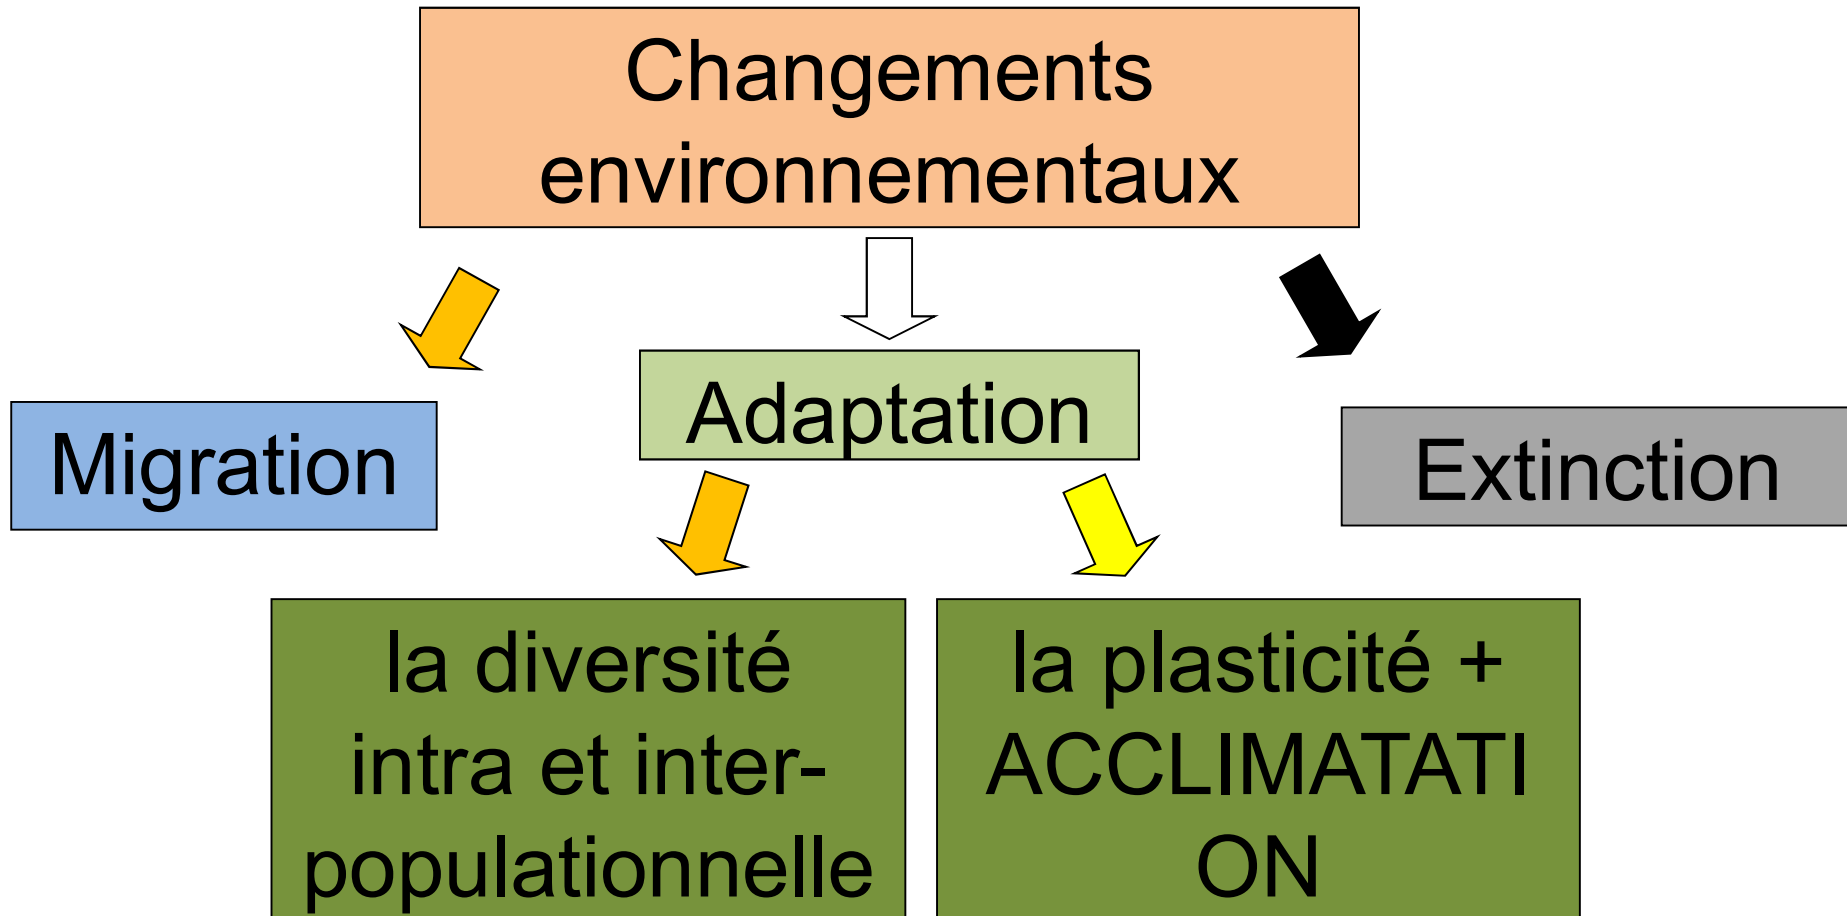 Changements
environnementaux
Migration
Adaptation
Extinction
la diversité
intra et inter-
populationnelle
la plasticité +
ACCLIMATATI
ON